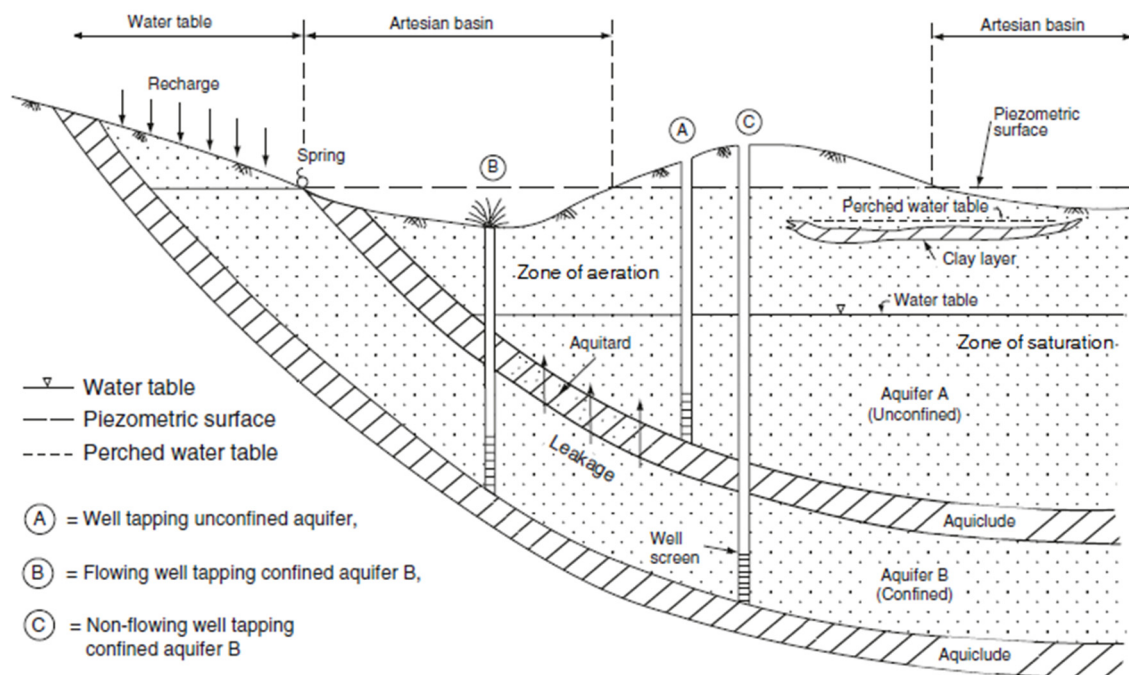 Water table
Artesian basin
Artesian basin
Recharge
A
C
Piezometric
surface
Spring
B
Perched water table
Clay layer
Zone of aeration
Water table
Aquitard
Zone of saturation
Water table
Aquifer A
(Unconfined)
Piezometric surface
Perched water table
Leakage
A = Well tapping unconfined aquifer,
Aquiclude
Well
screen
B = Flowing well tapping confined aquifer B,
Aquifer B
(Confined)
C = Non-flowing well tapping
confined aquifer B
Aquiclude